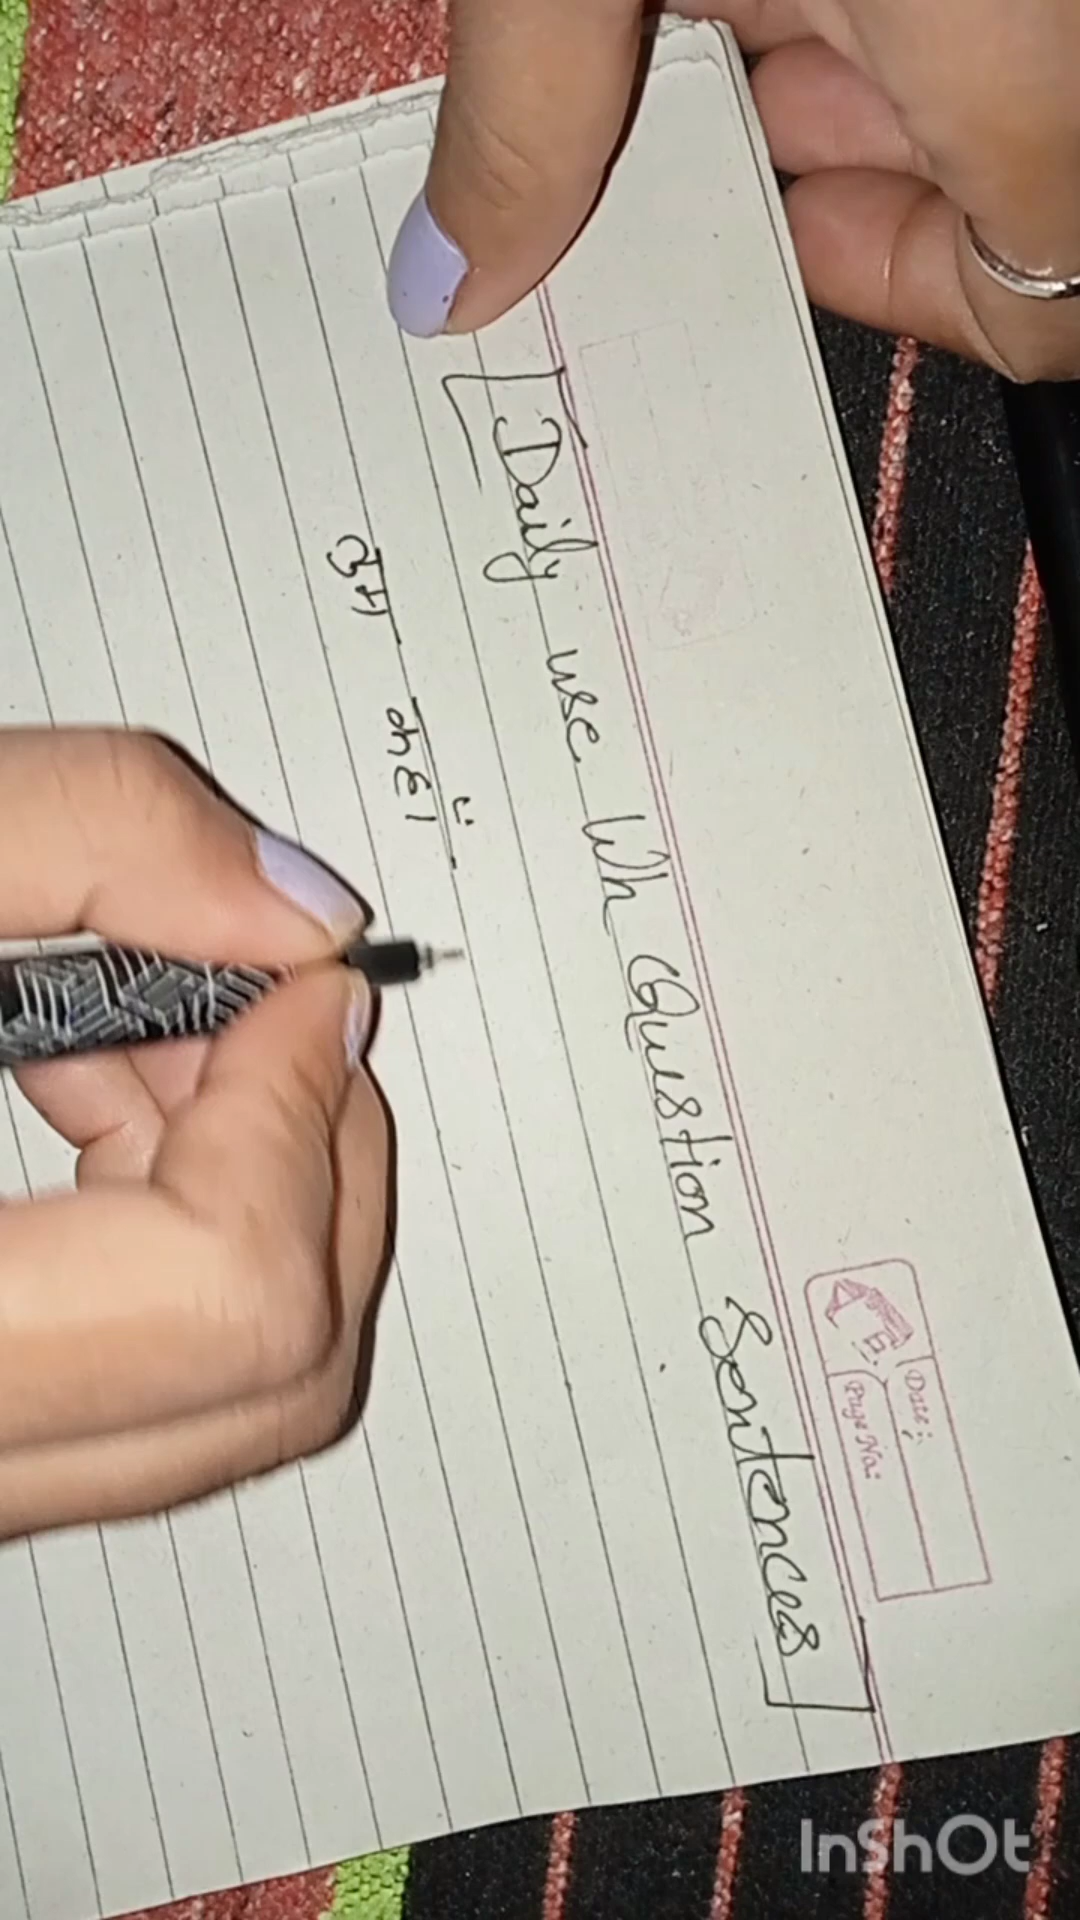 Date:
Page No:
Daily use Wh Question Sentences
तुम कहाँ
InShOt